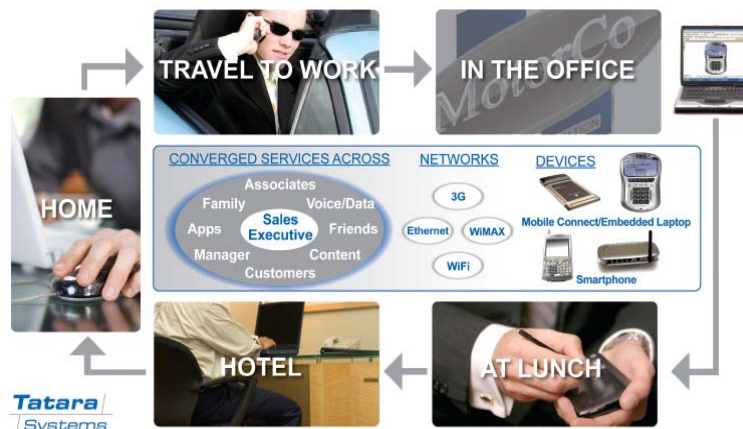 TRAVEL TO WORK
IN THE OFFICE
MotorCo
HOME
CONVERGED SERVICES ACROSS
NETWORKS
DEVICES
Associates
Family
Voice/Data
Apps
Sales
Executive
Friends
Manager
Content
Customers
3G
Ethernet
WiMAX
WiFi
Mobile Connect/Embedded Laptop
Smartphone
HOTEL
AT LUNCH
Tatara
Systems